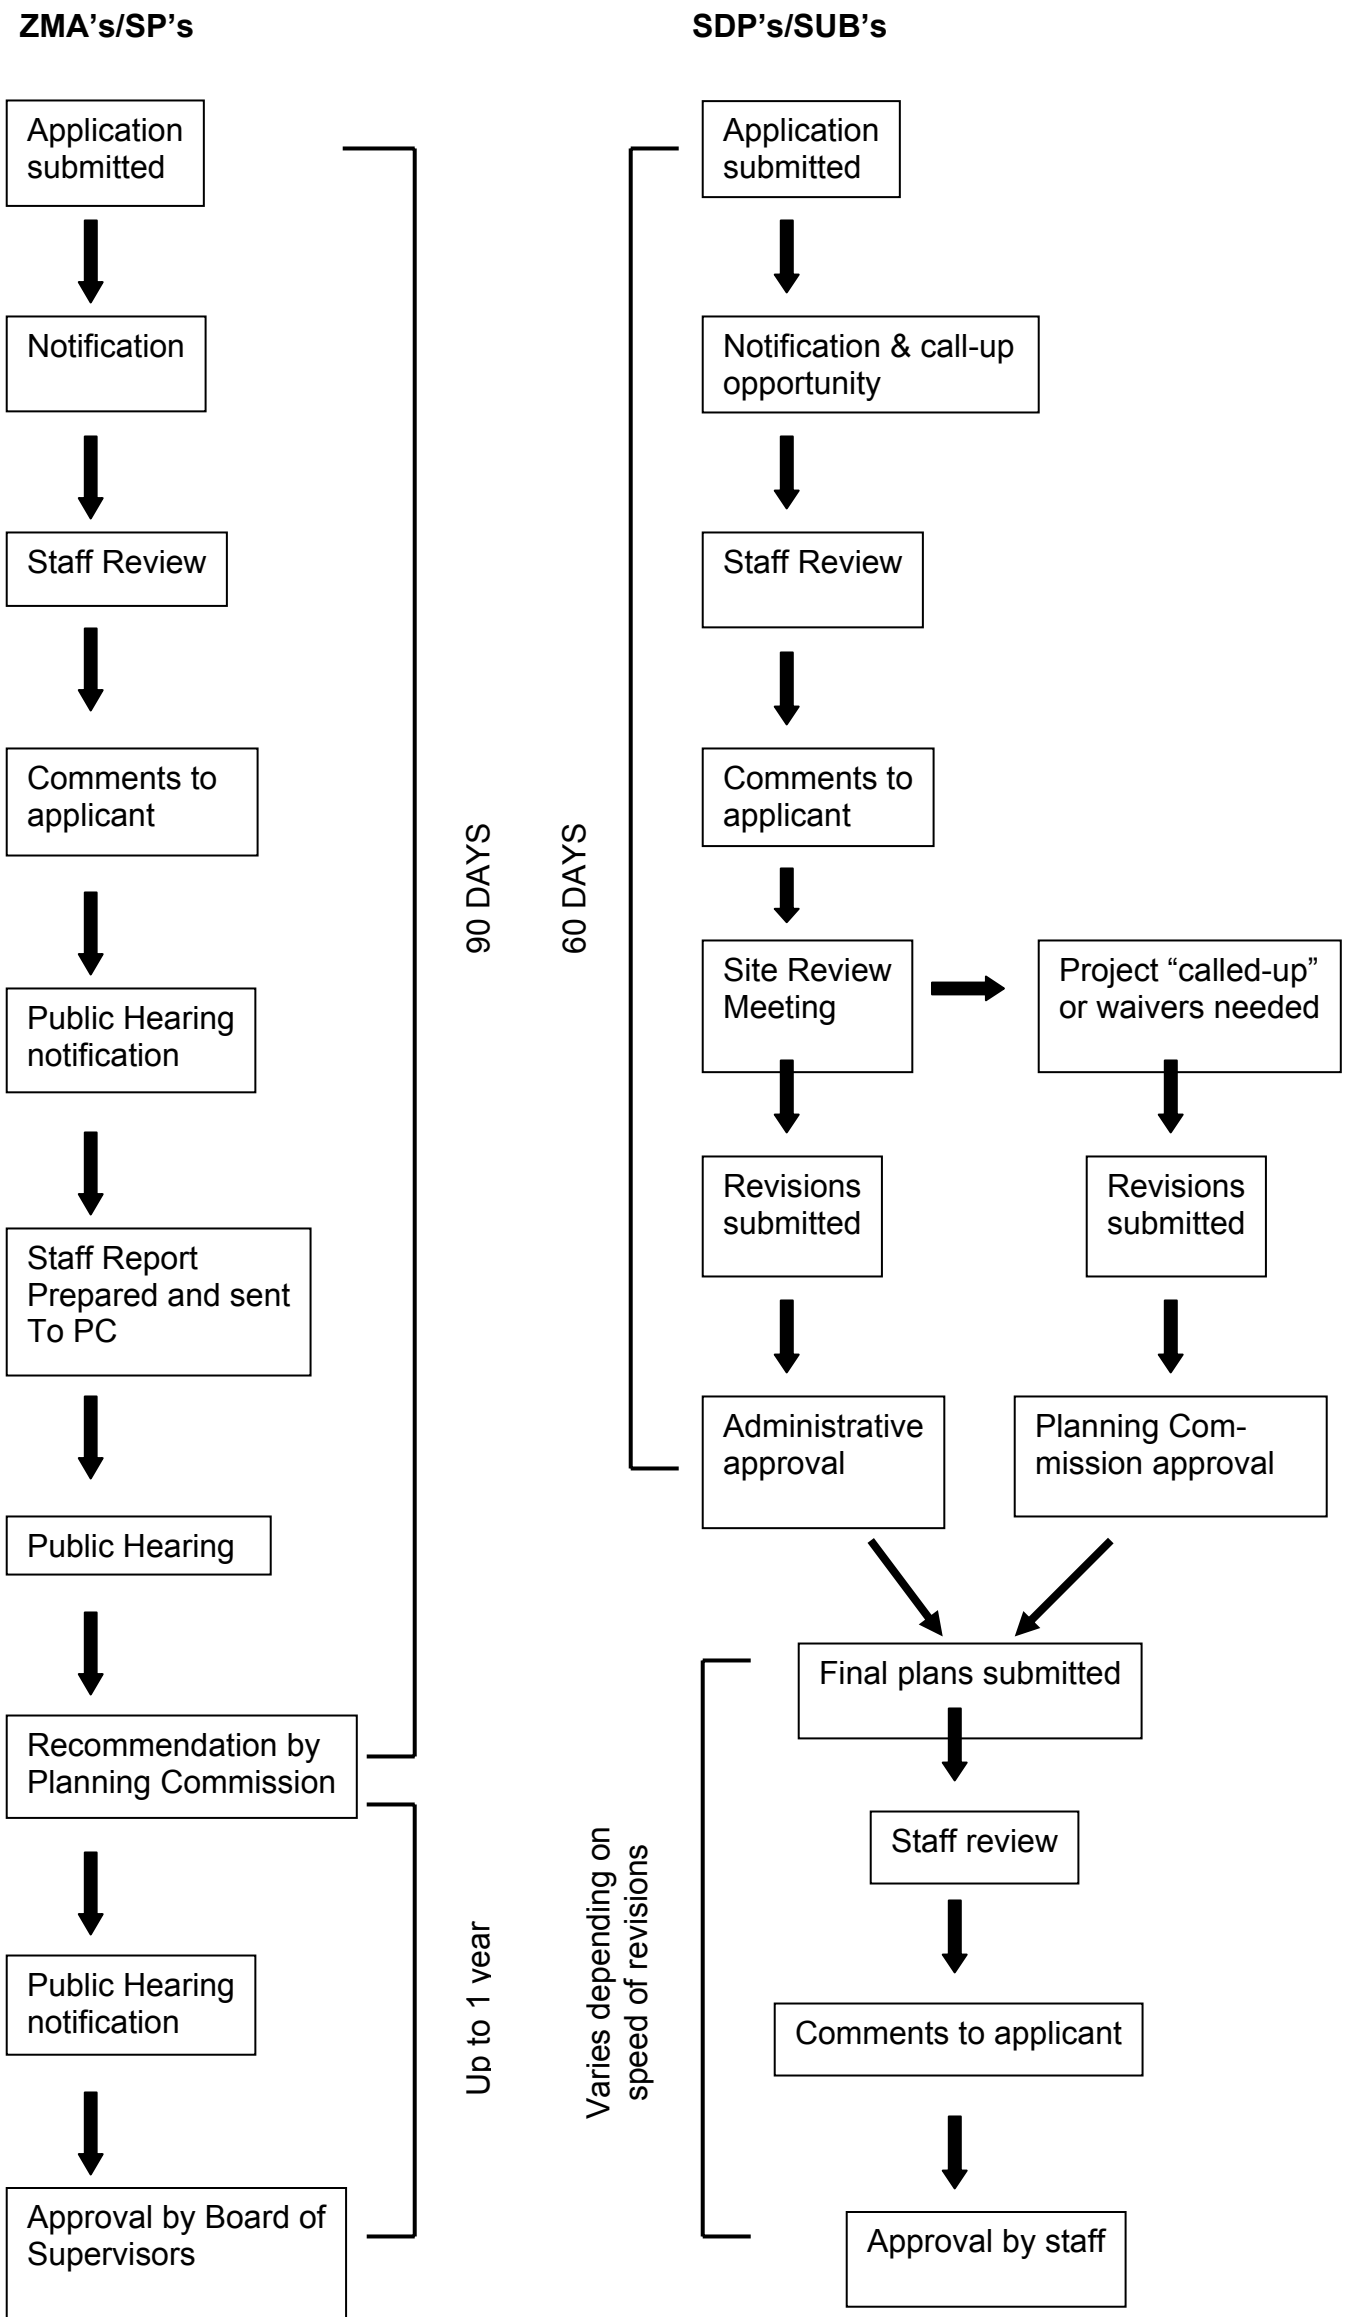 ZMA’s/SP’s
Application
submitted
Notification
Staff Review
Comments to
applicant
Public Hearing
notification
Staff Report
Prepared and sent
To PC
Public Hearing
Recommendation by
Planning Commission
Public Hearing
notification
Approval by Board of
Supervisors
90 DAYS
Up to 1 year
SDP’s/SUB’s
60 DAYS
Application
submitted
Notification & call-up
opportunity
Staff Review
Comments to
applicant
Site Review
Meeting
Project “called-up”
or waivers needed
Revisions
submitted
Revisions
submitted
Administrative
approval
Planning Com-
mission approval
Varies depending on
speed of revisions
Final plans submitted
Staff review
Comments to applicant
Approval by staff